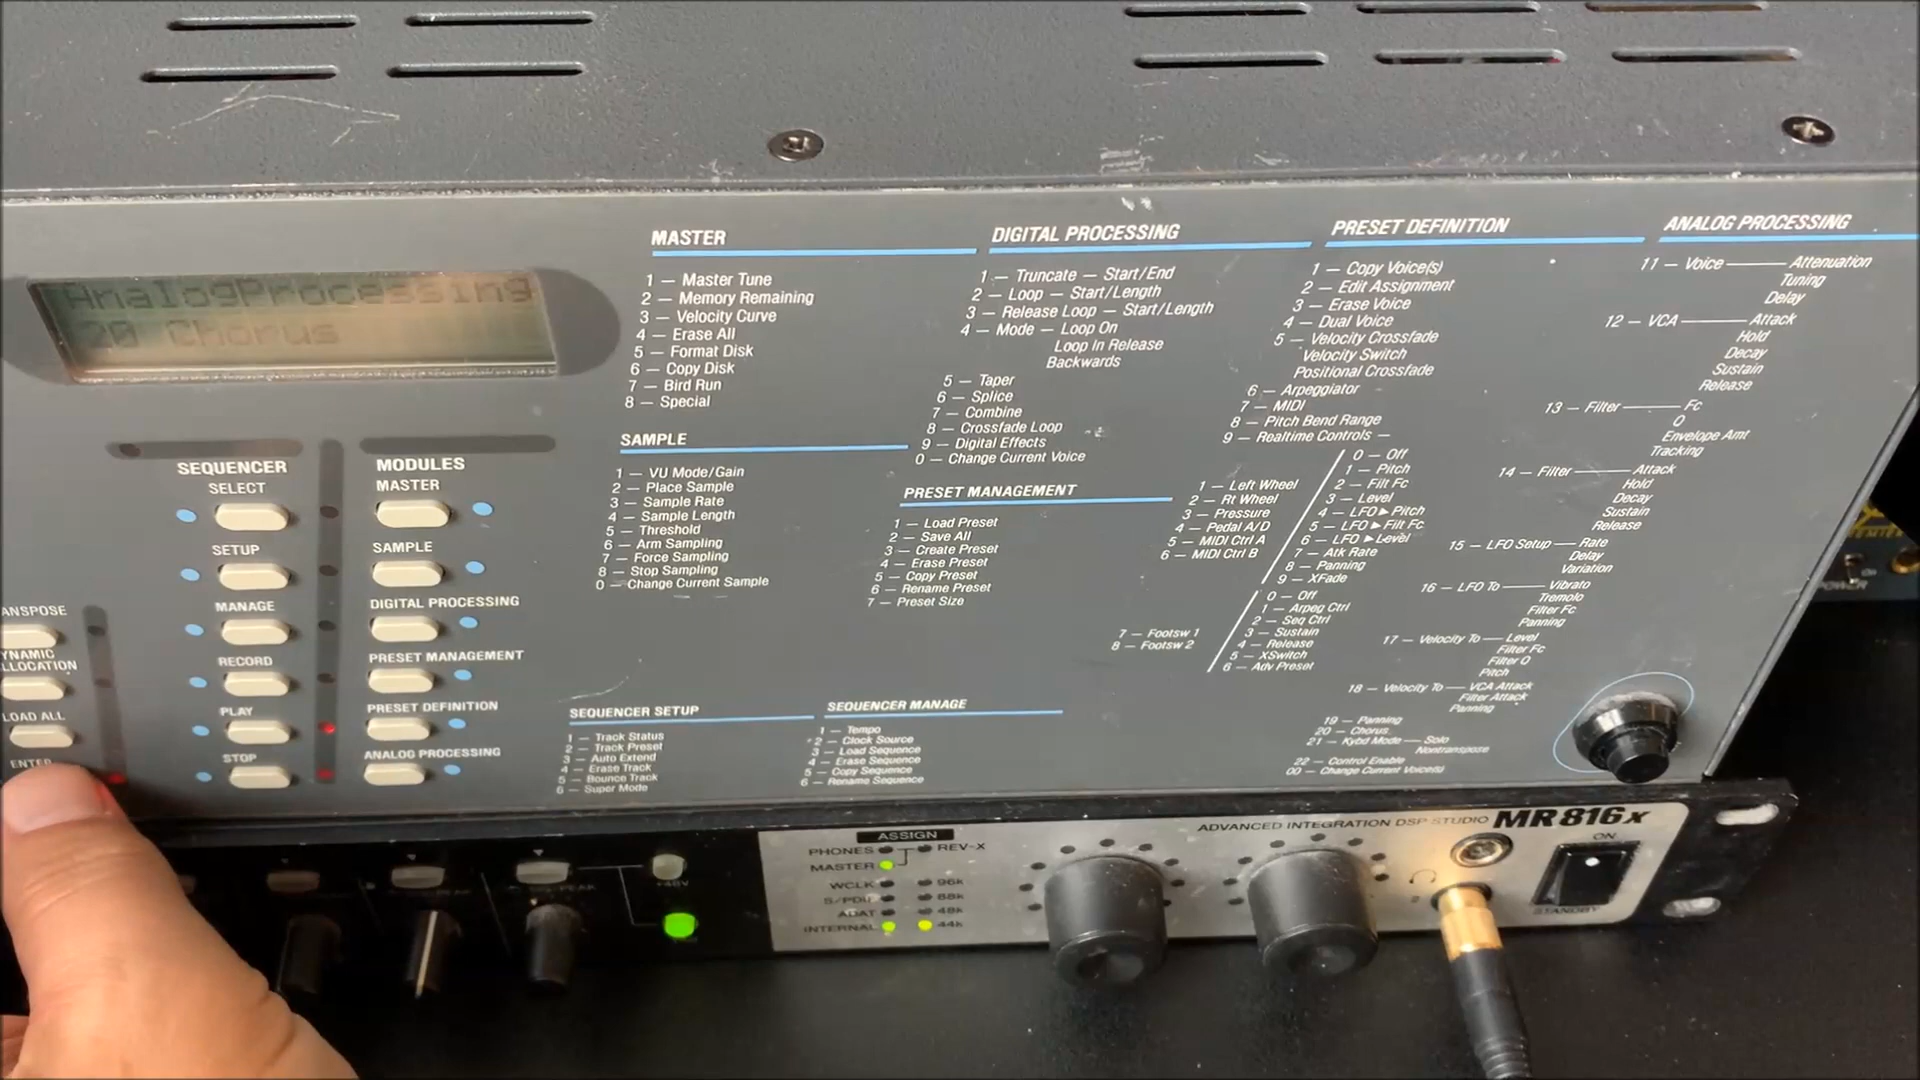 AnalogProcessing
20 Chorus
ANSPOSE
YNAMIC
LLOCATION
LOAD ALL
ENTER
SEQUENCER
SELECT
SETUP
MANAGE
RECORD
PLAY
STOP
MODULES
MASTER
SAMPLE
DIGITAL PROCESSING
PRESET MANAGEMENT
PRESET DEFINITION
ANALOG PROCESSING
MASTER
1 — Master Tune
2 — Memory Remaining
3 — Velocity Curve
4 — Erase All
5 — Format Disk
6 — Copy Disk
7 — Bird Run
8 — Special
SAMPLE
1 — VU Mode/Gain
2 — Place Sample
3 — Sample Rate
4 — Sample Length
5 — Threshold
6 — Arm Sampling
7 — Force Sampling
8 — Stop Sampling
0 — Change Current Sample
SEQUENCER SETUP
1 — Track Status
2 — Track Preset
3 — Auto Extend
4 — Erase Track
5 — Bounce Track
6 — Super Mode
DIGITAL PROCESSING
1 — Truncate — Start/End
2 — Loop — Start/Length
3 — Release Loop — Start/Length
4 — Mode — Loop On
Loop In Release
Backwards
5 — Taper
6 — Splice
7 — Combine
8 — Crossfade Loop
9 — Digital Effects
0 — Change Current Voice
PRESET MANAGEMENT
1 — Load Preset
2 — Save All
3 — Create Preset
4 — Erase Preset
5 — Copy Preset
6 — Rename Preset
7 — Preset Size
SEQUENCER MANAGE
1 — Tempo
2 — Clock Source
3 — Load Sequence
4 — Erase Sequence
5 — Copy Sequence
6 — Rename Sequence
PRESET DEFINITION
1 — Copy Voice(s)
2 — Edit Assignment
3 — Erase Voice
4 — Dual Voice
5 — Velocity Crossfade
Velocity Switch
Positional Crossfade
6 — Arpeggiator
7 — MIDI
8 — Pitch Bend Range
9 — Realtime Controls —
1 — Left Wheel
2 — Rt Wheel
3 — Pressure
4 — Pedal A/D
5 — MIDI Ctrl A
6 — MIDI Ctrl B
0 — Off
1 — Pitch
2 — Filt Fc
3 — Level
4 — LFO▶Pitch
5 — LFO▶Filt Fc
6 — LFO▶Level
7 — Atk Rate
8 — Panning
9 — XFade
7 — Footsw 1
8 — Footsw 2
0 — Off
1 — Arpeg Ctrl
2 — Seq Ctrl
3 — Sustain
4 — Release
5 — XSwitch
6 — Adv Preset
ANALOG PROCESSING
11 — Voice — Attenuation
Tuning
Delay
12 — VCA — Attack
Hold
Decay
Sustain
Release
13 — Filter — Fc
Q
Envelope Amt
Tracking
14 — Filter — Attack
Hold
Decay
Sustain
Release
15 — LFO Setup — Rate
Delay
Variation
16 — LFO To — Vibrato
Tremolo
Filter Fc
Panning
17 — Velocity To — Level
Filter Fc
Filter Q
Pitch
18 — Velocity To — VCA Attack
Filter Attack
Panning
19 — Panning
20 — Chorus
21 — Kybd Mode — Solo
Nontranspose
22 — Control Enable
00 — Change Current Voice(s)
POWER
ADVANCED INTEGRATION DSP STUDIO MR816x
ASSIGN
PHONES
REV-X
MASTER
WCLK
96k
S/PDIF
88k
ADAT
48k
INTERNAL
44k
+48V
ON
STANDBY
2